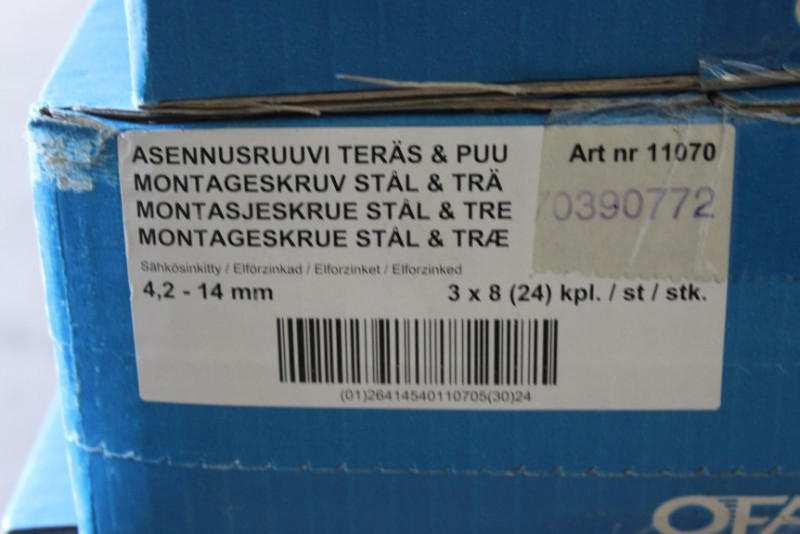 ASENNUSRUUVI TERÄS & PUU Art nr 11070
MONTAGESKRUV STÅL & TRÄ
MONTASJESKRUE STÅL & TRE 70390772
MONTAGESKRUE STÅL & TRÆ
Sähkösinkitty / Elförzinkad / Elforzinket / Elforzinked
4,2 - 14 mm 3 x 8 (24) kpl. / st / stk.
(01)26414540110705(30)24